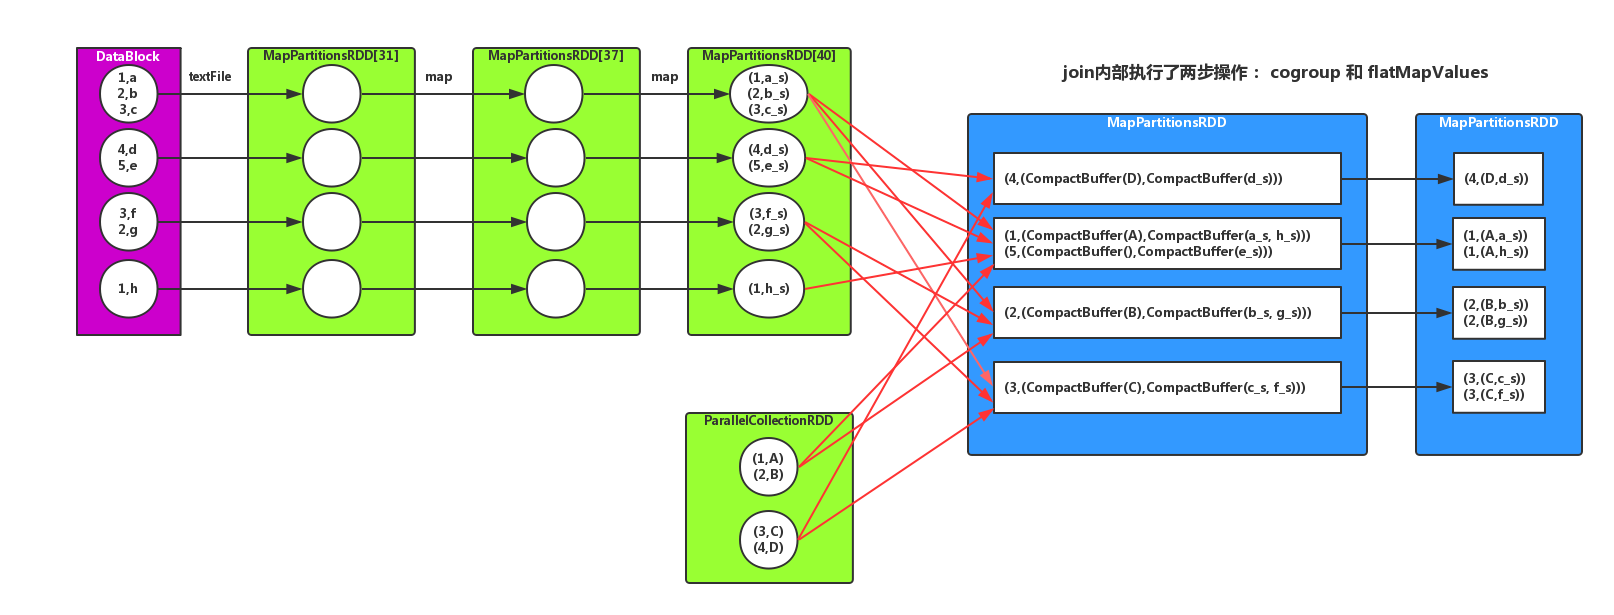 DataBlock
1,a
2,b
3,c
4,d
5,e
3,f
2,g
1,h
textFile
MapPartitionsRDD[31]
map
MapPartitionsRDD[37]
map
MapPartitionsRDD[40]
(1,a_s)
(2,b_s)
(3,c_s)
(4,d_s)
(5,e_s)
(3,f_s)
(2,g_s)
(1,h_s)
ParallelCollectionRDD
(1,A)
(2,B)
(3,C)
(4,D)
join内部执行了两步操作： cogroup 和 flatMapValues
MapPartitionsRDD
(4,(CompactBuffer(D),CompactBuffer(d_s)))
(1,(CompactBuffer(A),CompactBuffer(a_s, h_s)))
(5,(CompactBuffer(),CompactBuffer(e_s)))
(2,(CompactBuffer(B),CompactBuffer(b_s, g_s)))
(3,(CompactBuffer(C),CompactBuffer(c_s, f_s)))
MapPartitionsRDD
(4,(D,d_s))
(1,(A,a_s))
(1,(A,h_s))
(2,(B,b_s))
(2,(B,g_s))
(3,(C,c_s))
(3,(C,f_s))